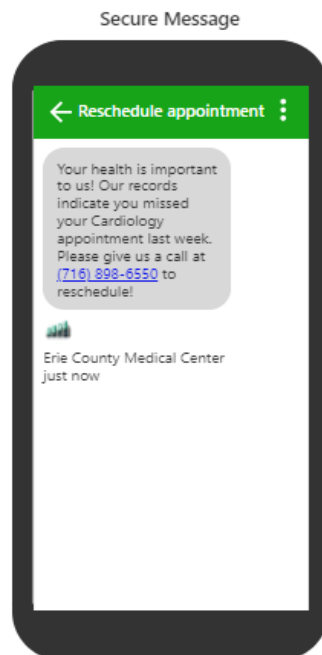 Secure Message
Reschedule appointment
Your health is important
to us! Our records
indicate you missed
your Cardiology
appointment last week.
Please give us a call at
(716) 898-6550 to
reschedule!
Erie County Medical Center
just now